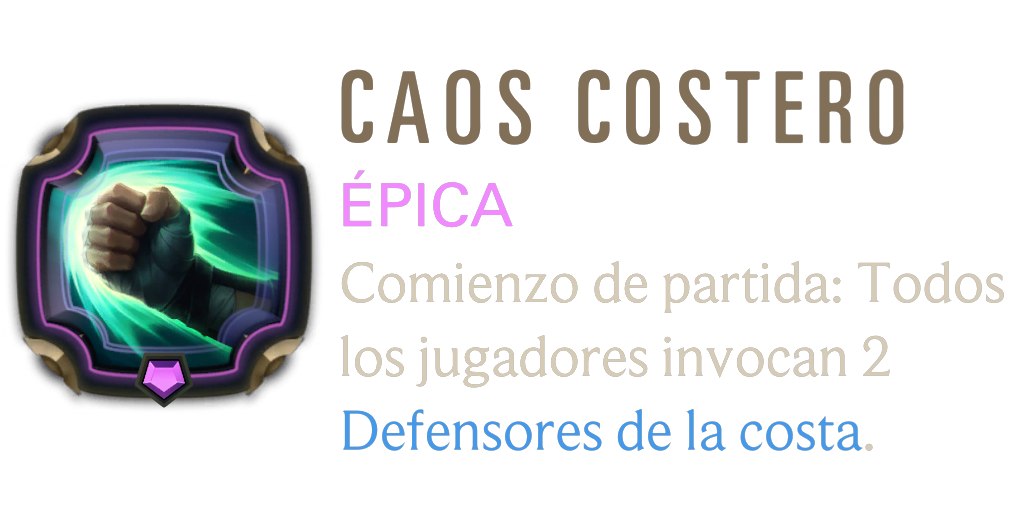 CAOS COSTERO
ÉPICA
Comienzo de partida: Todos
los jugadores invocan 2
Defensores de la costa.